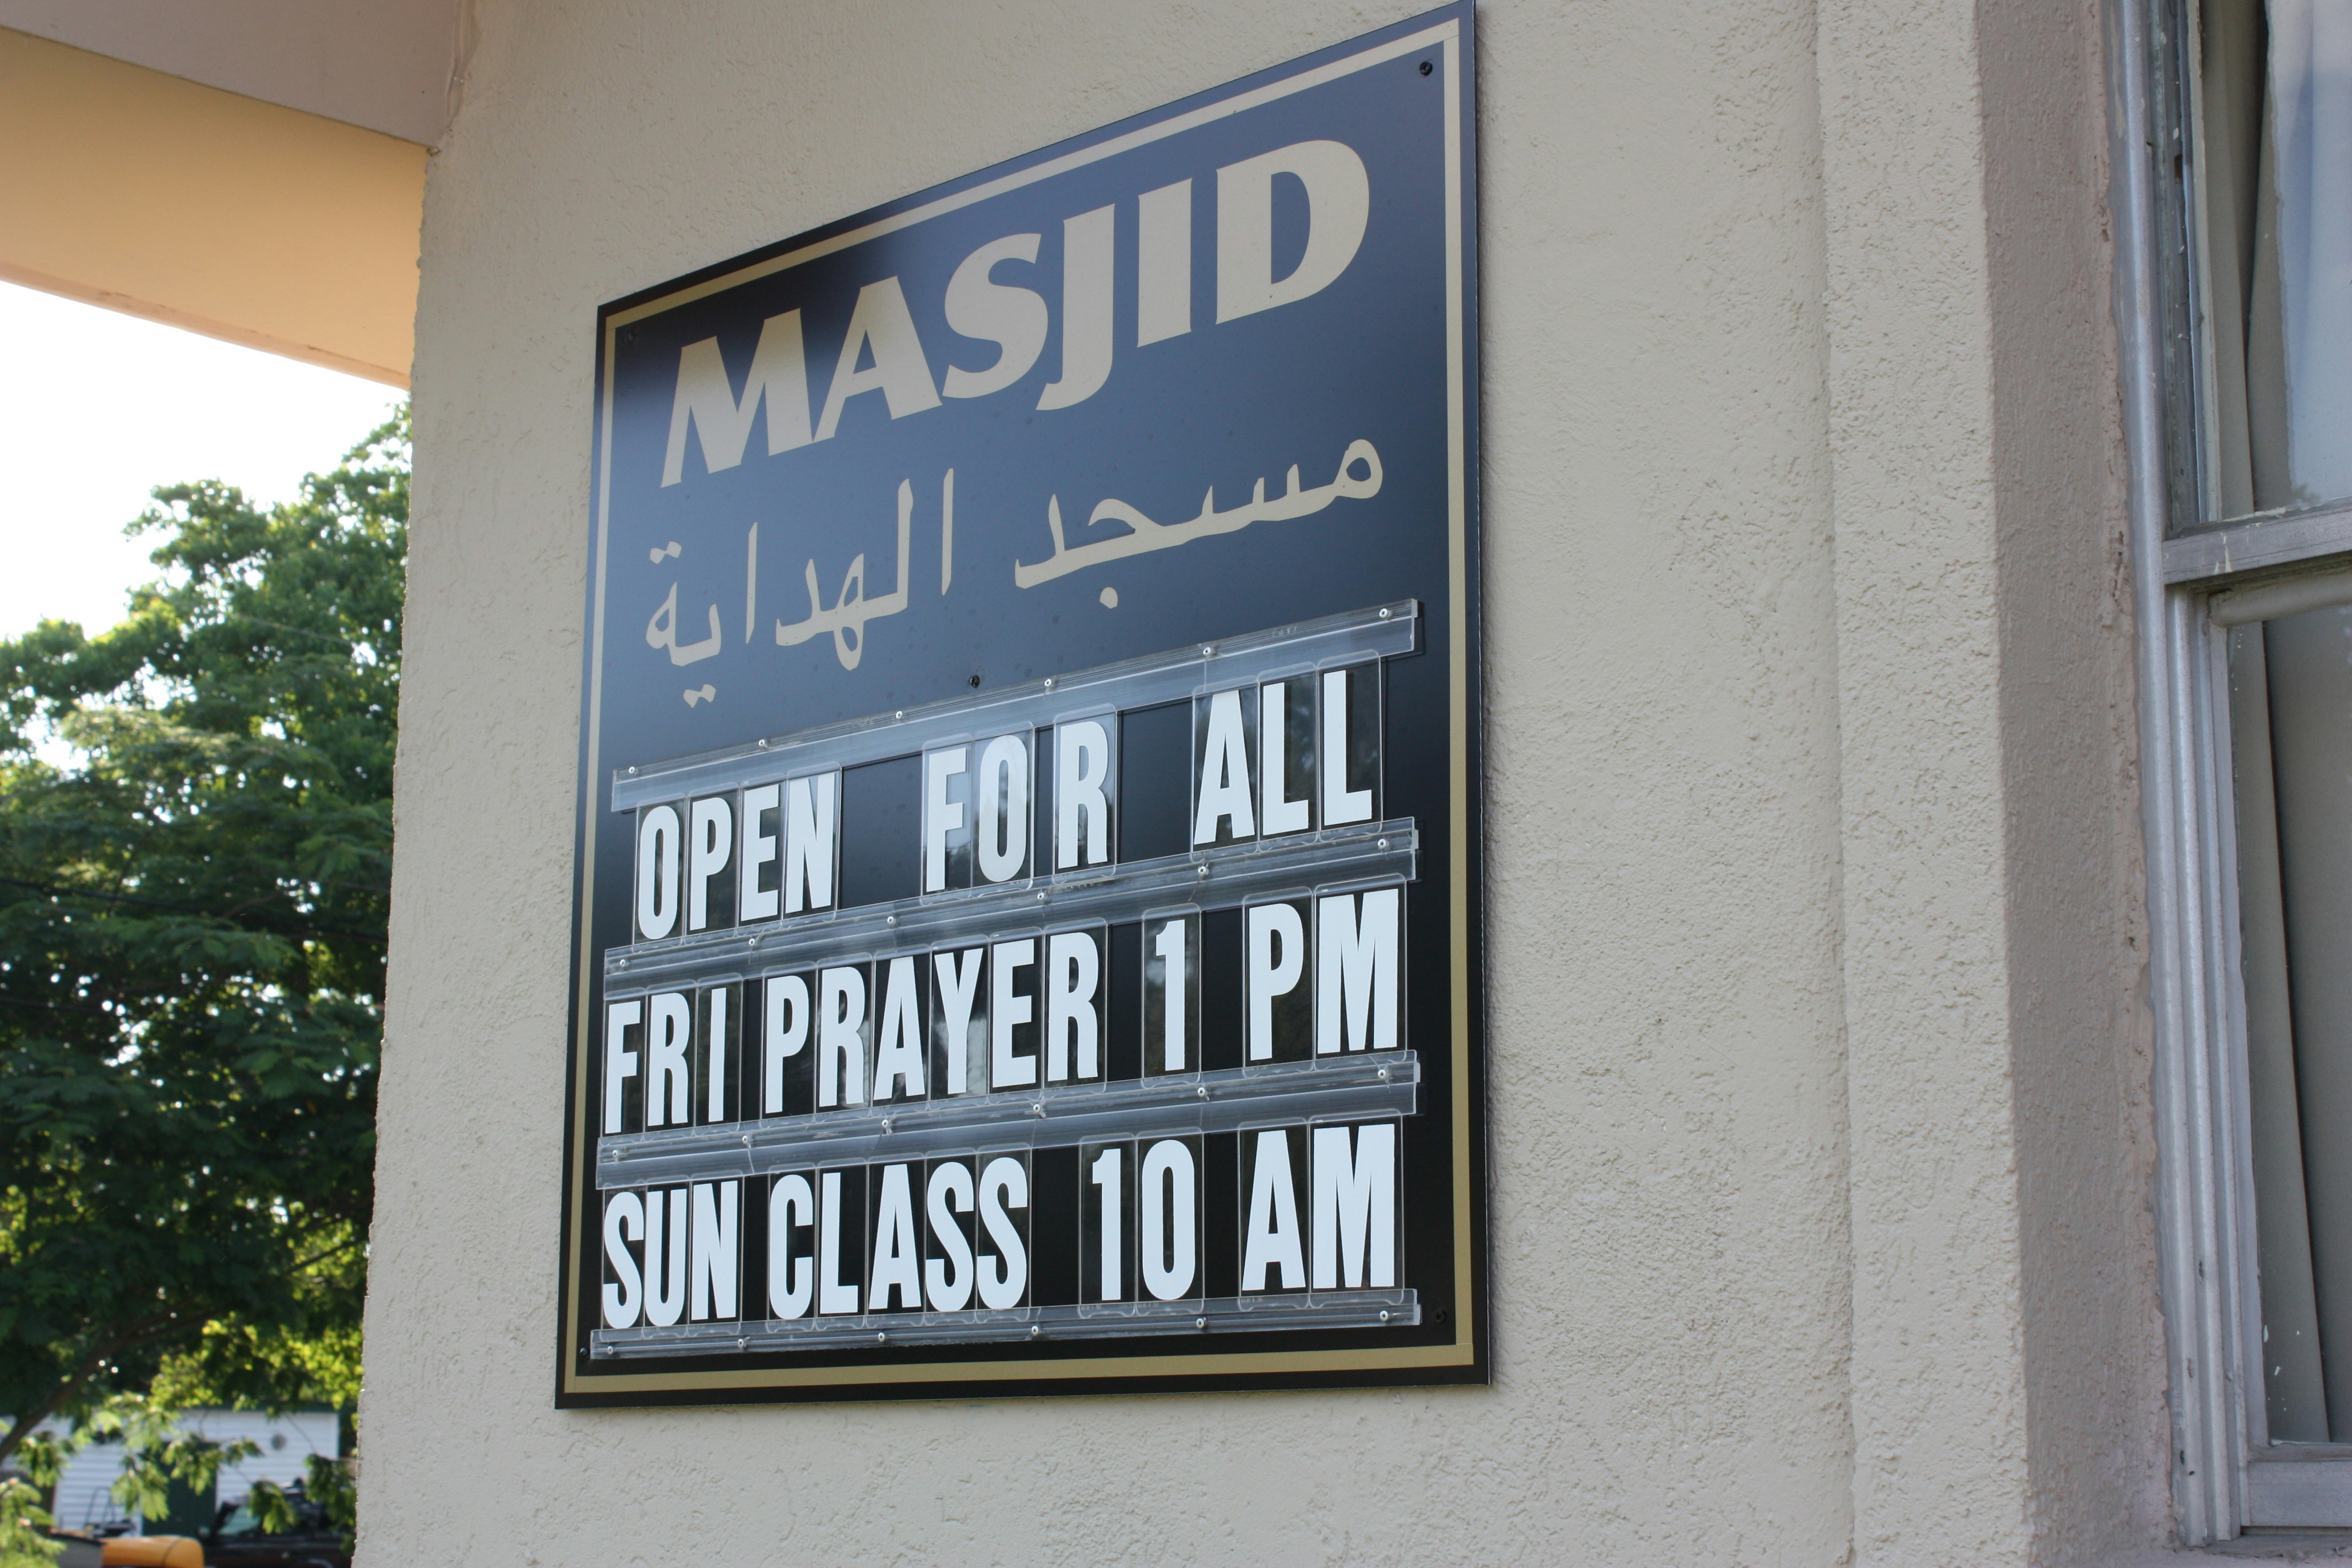 MASJID
مسجد الهداية
OPEN FOR ALL
FRI PRAYER 1 PM
SUN CLASS 10 AM